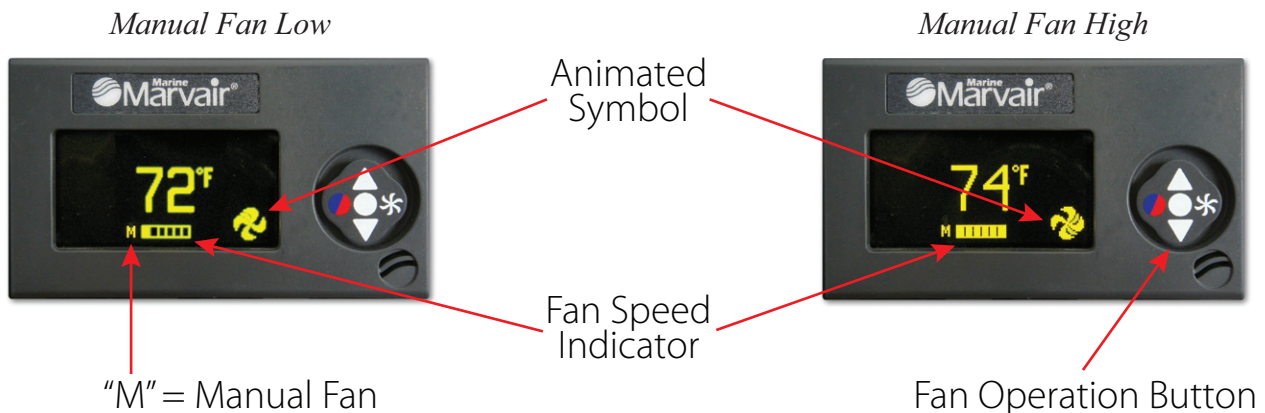 Manual Fan Low
Manual Fan High
Marine
Marvair®
72°F
M
Animated
Symbol
Marine
Marvair®
74°F
M
Fan Speed
Indicator
“M” = Manual Fan
Fan Operation Button